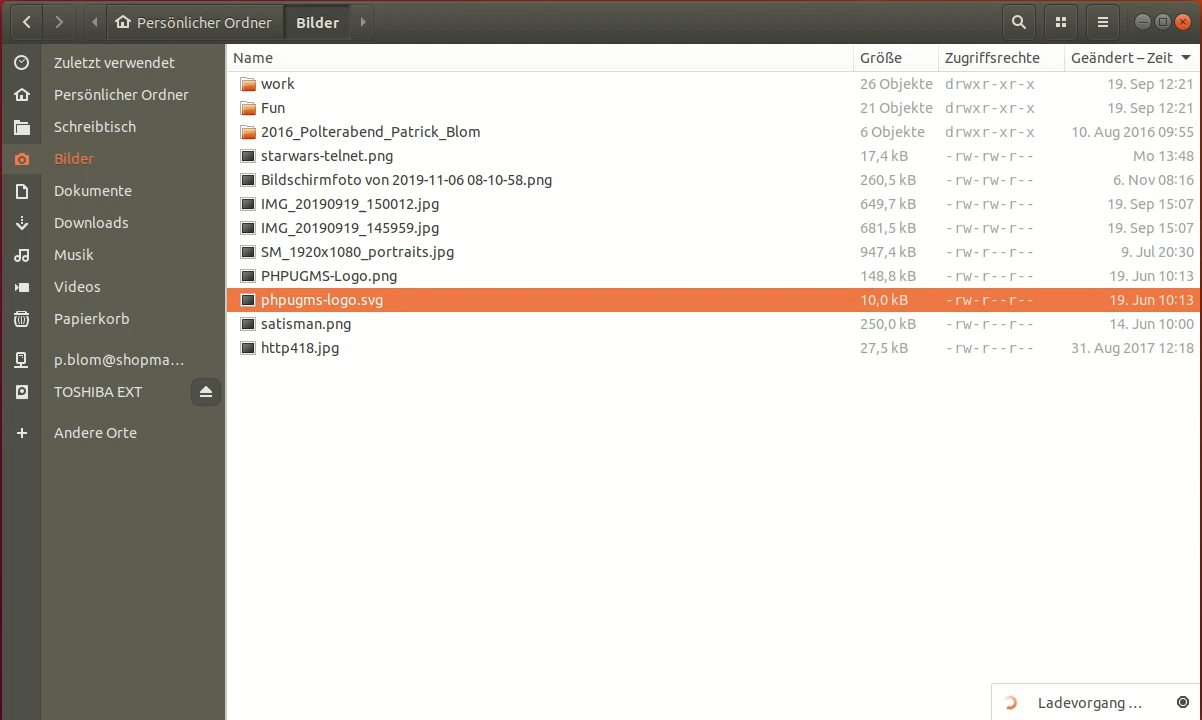 Persönlicher Ordner Bilder
Name Größe Zugriffsrechte Geändert – Zeit
Zuletzt verwendet
Persönlicher Ordner
Schreibtisch
Bilder
Dokumente
Downloads
Musik
Videos
Papierkorb
p.blom@shopma…
TOSHIBA EXT
Andere Orte
work 26 Objekte drwxr-xr-x 19. Sep 12:21
Fun 21 Objekte drwxr-xr-x 19. Sep 12:21
2016_Polterabend_Patrick_Blom 6 Objekte drwxr-xr-x 10. Aug 2016 09:55
starwars-telnet.png 17,4 kB -rw-rw-r-- Mo 13:48
Bildschirmfoto von 2019-11-06 08-10-58.png 260,5 kB -rw-rw-r-- 6. Nov 08:16
IMG_20190919_150012.jpg 649,7 kB -rw-rw-r-- 19. Sep 15:07
IMG_20190919_145959.jpg 681,5 kB -rw-rw-r-- 19. Sep 15:07
SM_1920x1080_portraits.jpg 947,4 kB -rw-r--r-- 9. Jul 20:30
PHPUGMS-Logo.png 148,8 kB -rw-r--r-- 19. Jun 10:13
phpugms-logo.svg 10,0 kB -rw-r--r-- 19. Jun 10:13
satisman.png 250,0 kB -rw-r--r-- 14. Jun 10:00
http418.jpg 27,5 kB -rw-r--r-- 31. Aug 2017 12:18
Ladevorgang …